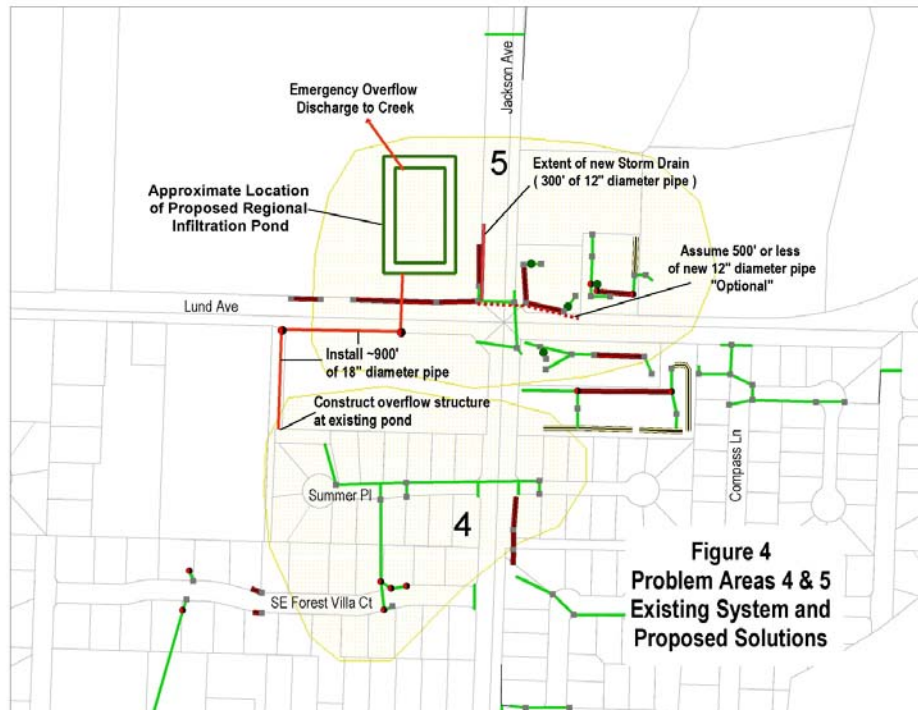 Emergency Overflow
Discharge to Creek
Jackson Ave
5
Extent of new Storm Drain
( 300' of 12" diameter pipe )
Approximate Location
of Proposed Regional
Infiltration Pond
Assume 500' or less
of new 12" diameter pipe
"Optional"
Lund Ave
Install ~900'
of 18" diameter pipe
Construct overflow structure
at existing pond
Compass Ln
Summer Pl
4
SE Forest Villa Ct
Figure 4
Problem Areas 4 & 5
Existing System and
Proposed Solutions